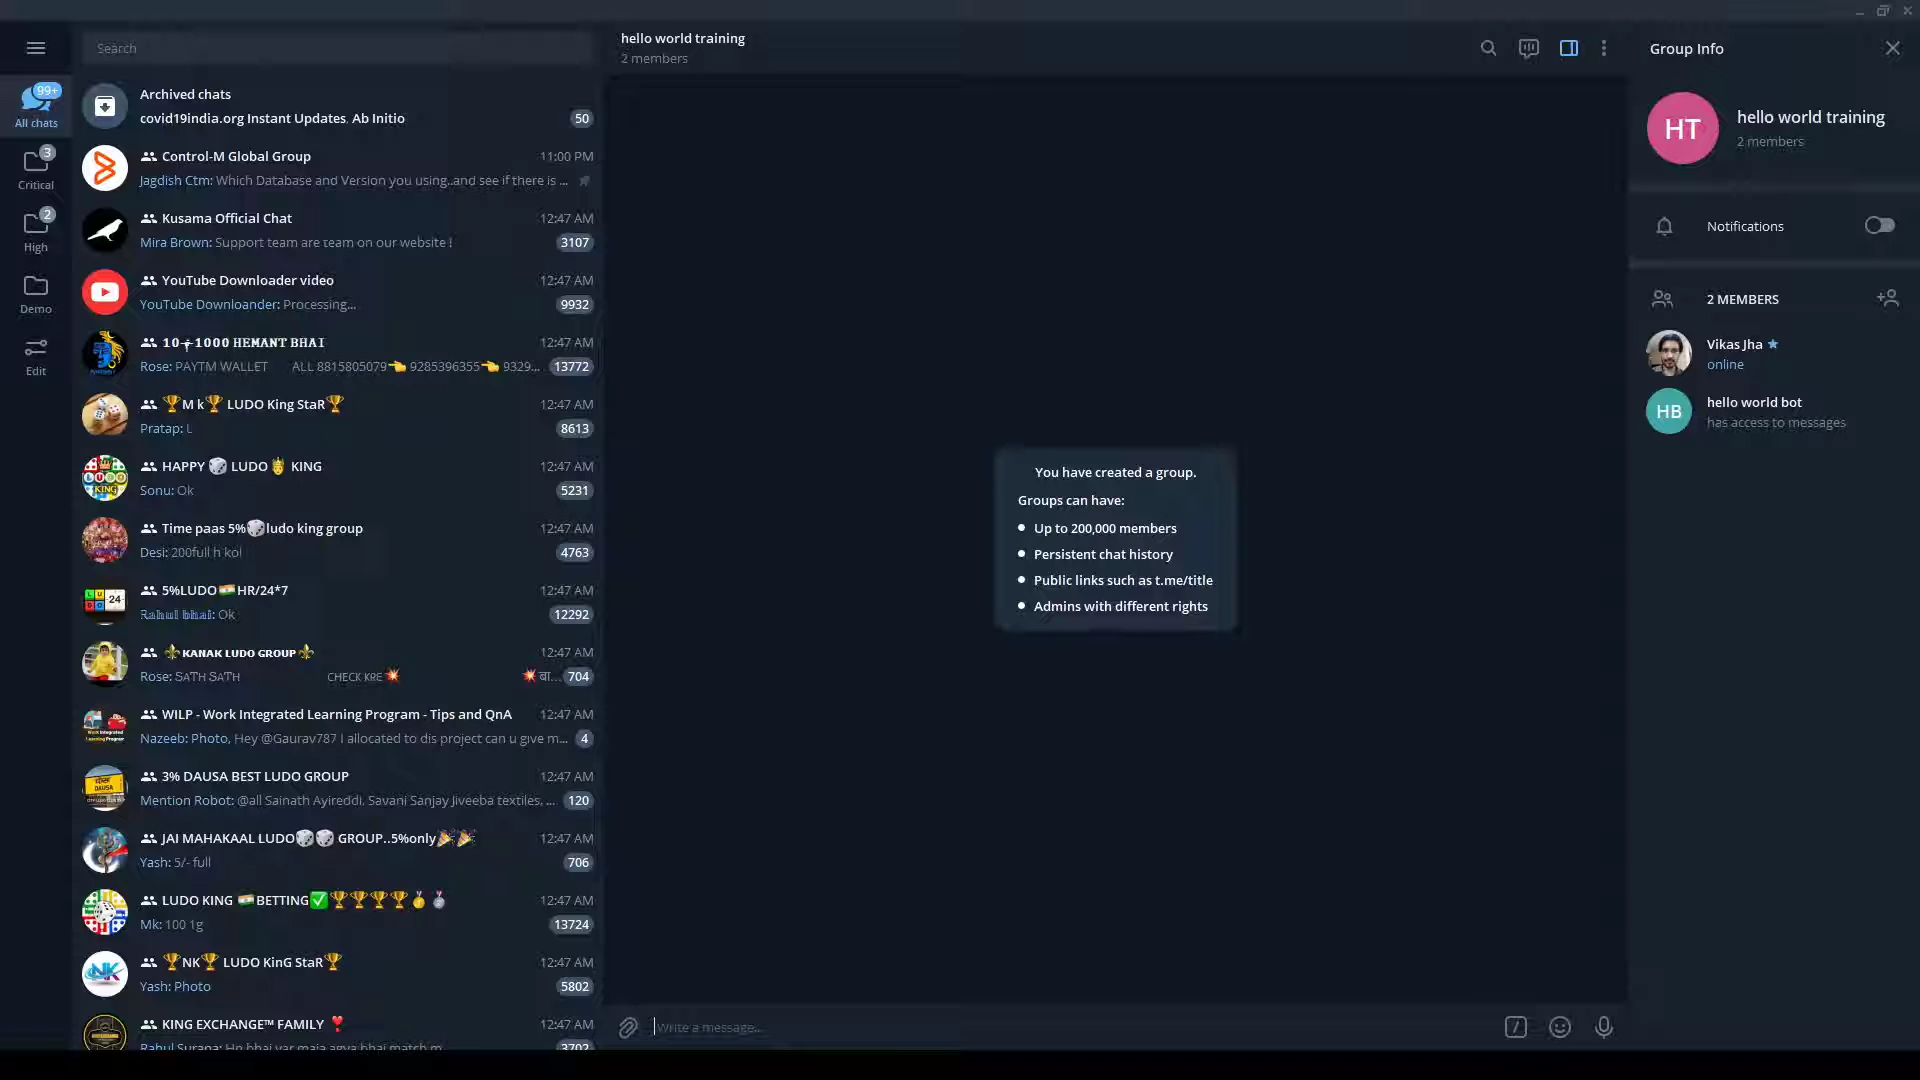 Search
99+
All chats
3
Critical
2
High
Demo
Edit
Archived chats
covid19india.org Instant Updates, Ab Initio
50
Control-M Global Group
11:00 PM
Jagdish Ctm: Which Database and Version you using..and see if there is ...
Kusama Official Chat
12:47 AM
Mira Brown: Support team are team on our website !
3107
YouTube Downloader video
12:47 AM
YouTube Downloander: Processing...
9932
10➺1000 HEMANT BHAI
12:47 AM
Rose: PAYTM WALLET ALL 8815805079👈 9285396355👈 9329...
13772
🏆M k🏆 LUDO King StaR🏆
12:47 AM
Pratap: L
8613
HAPPY 🎲 LUDO🤴 KING
12:47 AM
Sonu: Ok
5231
Time paas 5%🎲ludo king group
12:47 AM
Desi: 200full h koi
4763
5%LUDO🇮🇳HR/24*7
12:47 AM
Rahul bhai: Ok
12292
⚜️KANAK LUDO GROUP⚜️
12:47 AM
Rose: SATH SATH CHECK KRE💥 💥बा...
704
WILP - Work Integrated Learning Program - Tips and QnA
12:47 AM
Nazeeb: Photo, Hey @Gaurav787 I allocated to dis project can u give m...
4
3% DAUSA BEST LUDO GROUP
12:47 AM
Mention Robot: @all Sainath Ayireddi, Savani Sanjay Jiveeba textiles, ...
120
JAI MAHAKAAL LUDO🎲🎲 GROUP..5%only🎉🎉
12:47 AM
Yash: 5/- full
706
LUDO KING 🇮🇳BETTING✅🏆🏆🏆🏆🥇🥈
12:47 AM
Mk: 100 1g
13724
🏆NK🏆 LUDO KinG StaR🏆
12:47 AM
Yash: Photo
5802
KING EXCHANGE™ FAMILY ❣️
12:47 AM
Rahul Surana: Hn bhai yar maja agya bhai match m
3702
hello world training
2 members
You have created a group.
Groups can have:
• Up to 200,000 members
• Persistent chat history
• Public links such as t.me/title
• Admins with different rights
Write a message...
Group Info
HT
hello world training
2 members
Notifications
2 MEMBERS
Vikas Jha ★
online
HB
hello world bot
has access to messages